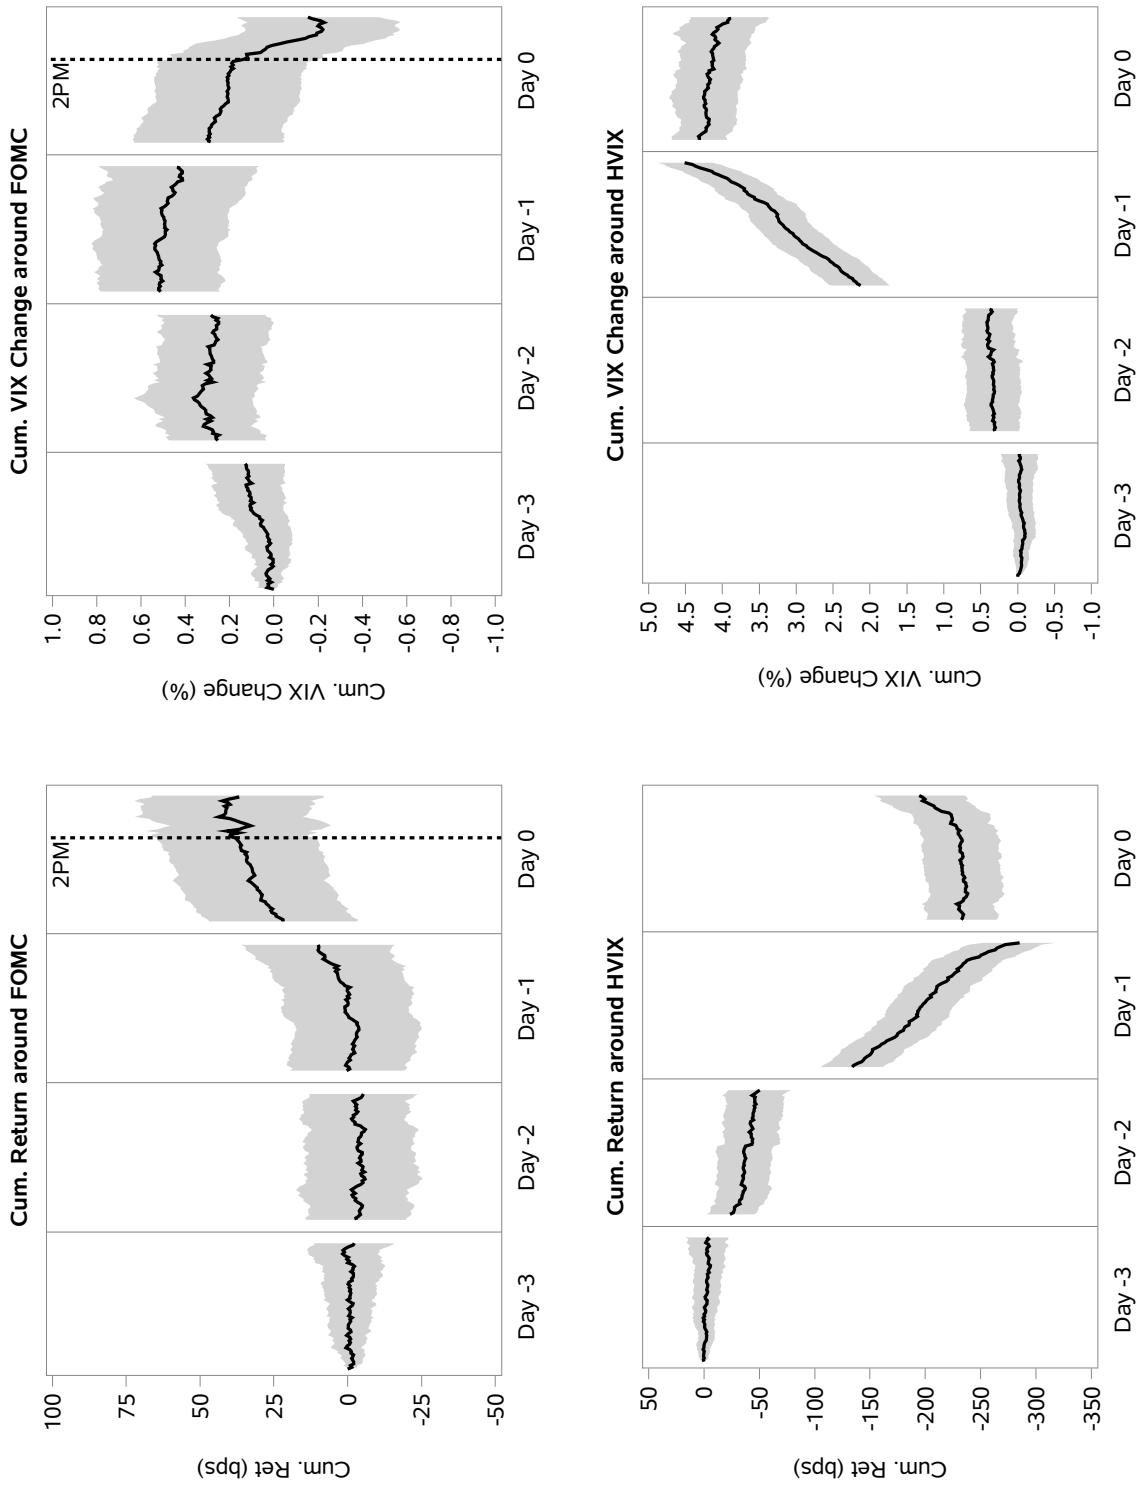 Cum. Return around FOMC
Cum. Ret (bps)
100
75
50
25
0
-25
-50
2PM
Day -3
Day -2
Day -1
Day 0
Cum. VIX Change around FOMC
Cum. VIX Change (%)
1.0
0.8
0.6
0.4
0.2
0.0
-0.2
-0.4
-0.6
-0.8
-1.0
2PM
Day -3
Day -2
Day -1
Day 0
Cum. Return around HVIX
Cum. Ret (bps)
50
0
-50
-100
-150
-200
-250
-300
-350
Day -3
Day -2
Day -1
Day 0
Cum. VIX Change around HVIX
Cum. VIX Change (%)
5.0
4.5
4.0
3.5
3.0
2.5
2.0
1.5
1.0
0.5
0.0
-0.5
-1.0
Day -3
Day -2
Day -1
Day 0